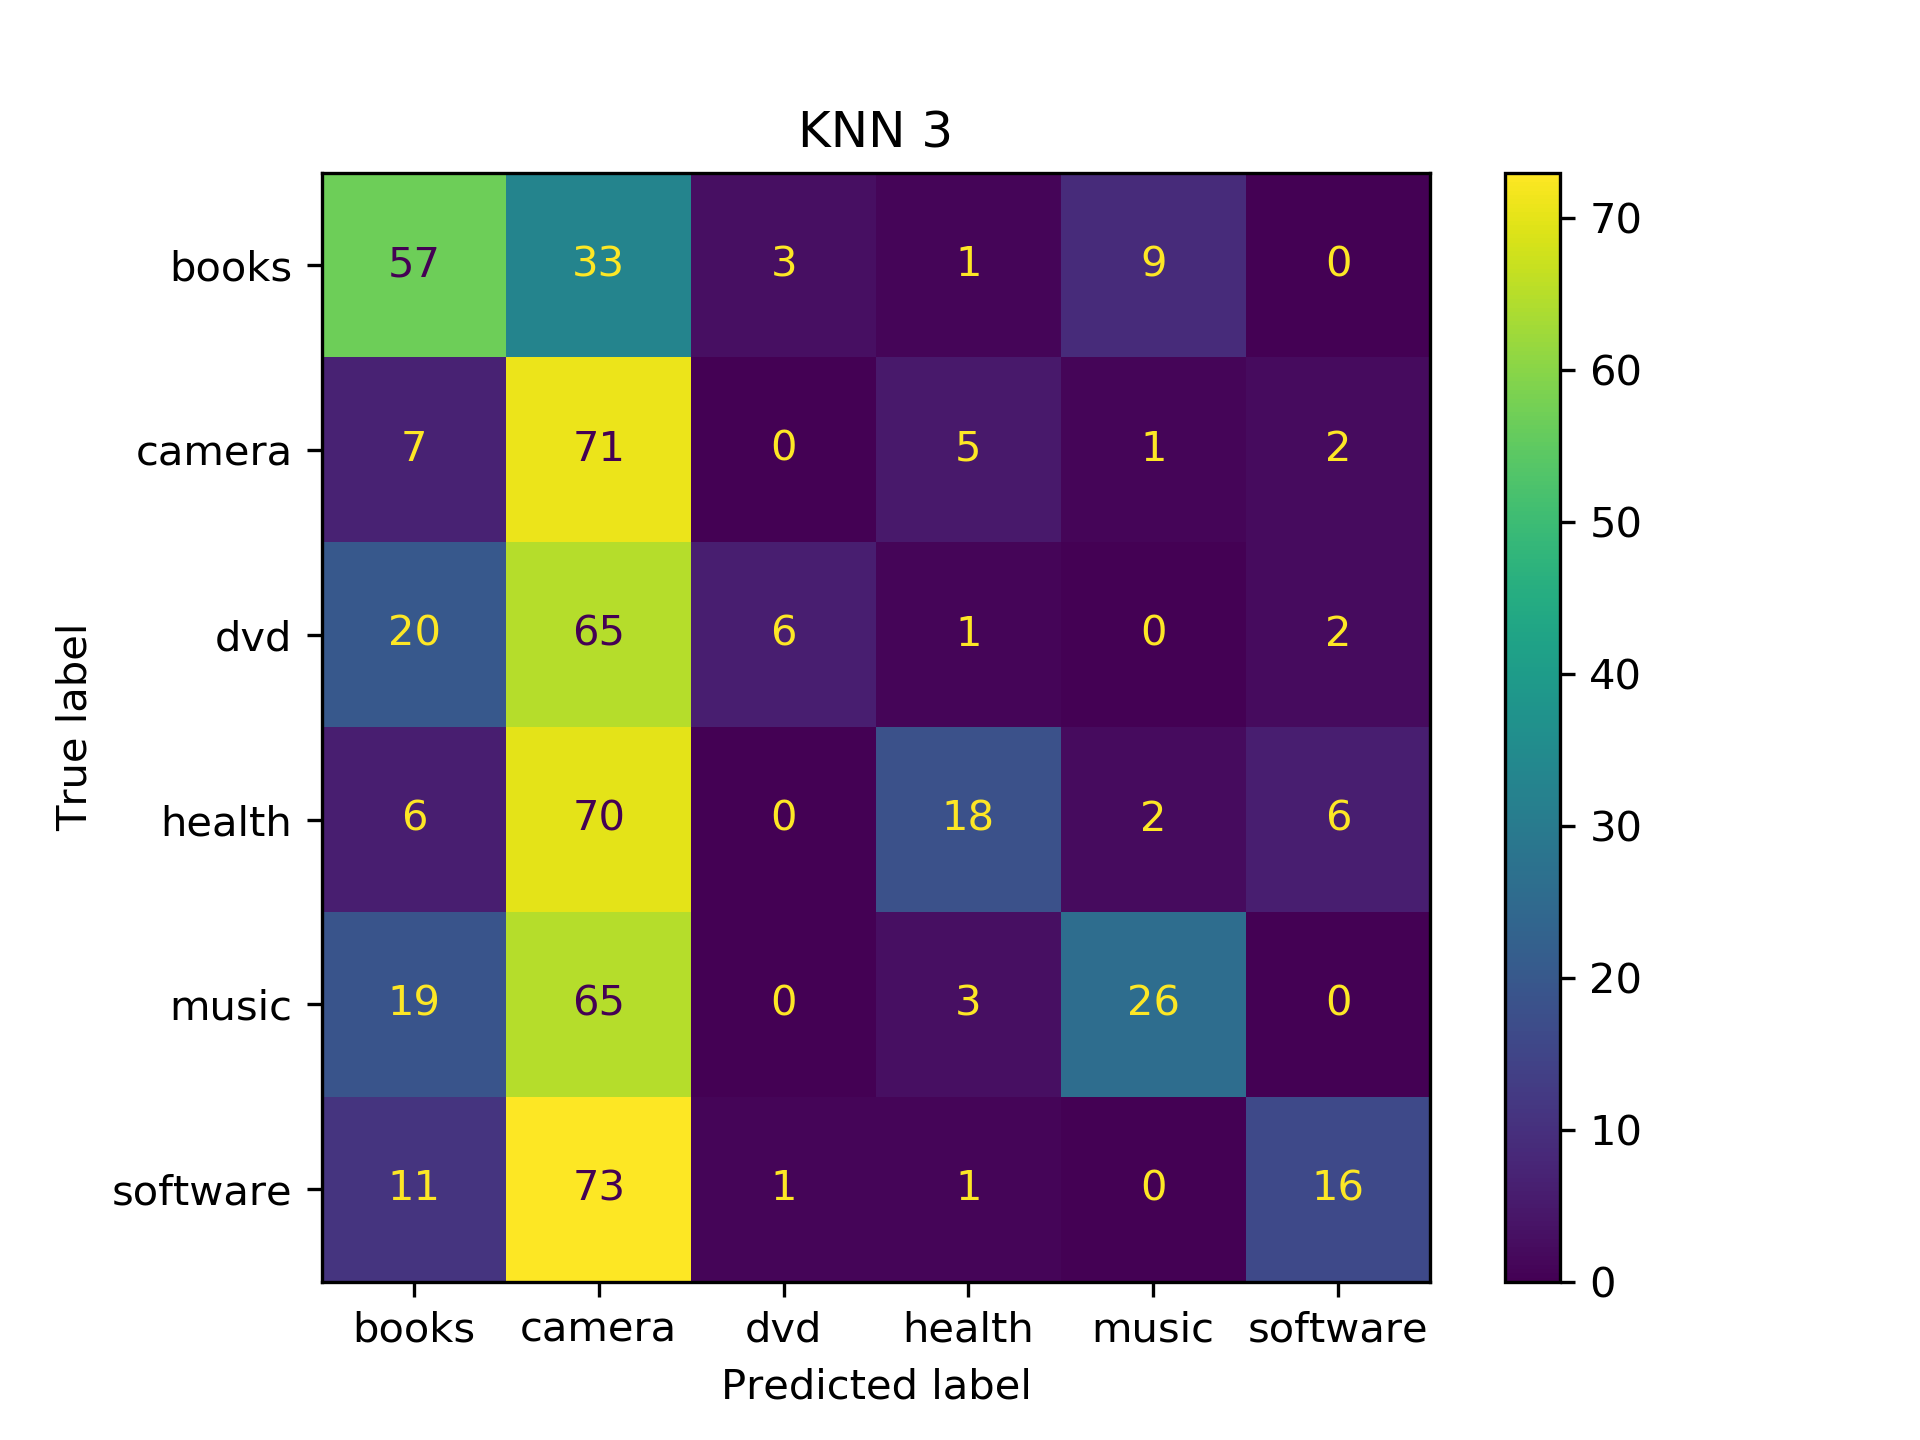 KNN 3
books 57 33 3 1 9 0
camera 7 71 0 5 1 2
dvd 20 65 6 1 0 2
health 6 70 0 18 2 6
music 19 65 0 3 26 0
software 11 73 1 1 0 16
books camera dvd health music software
Predicted label
True label
70
60
50
40
30
20
10
0